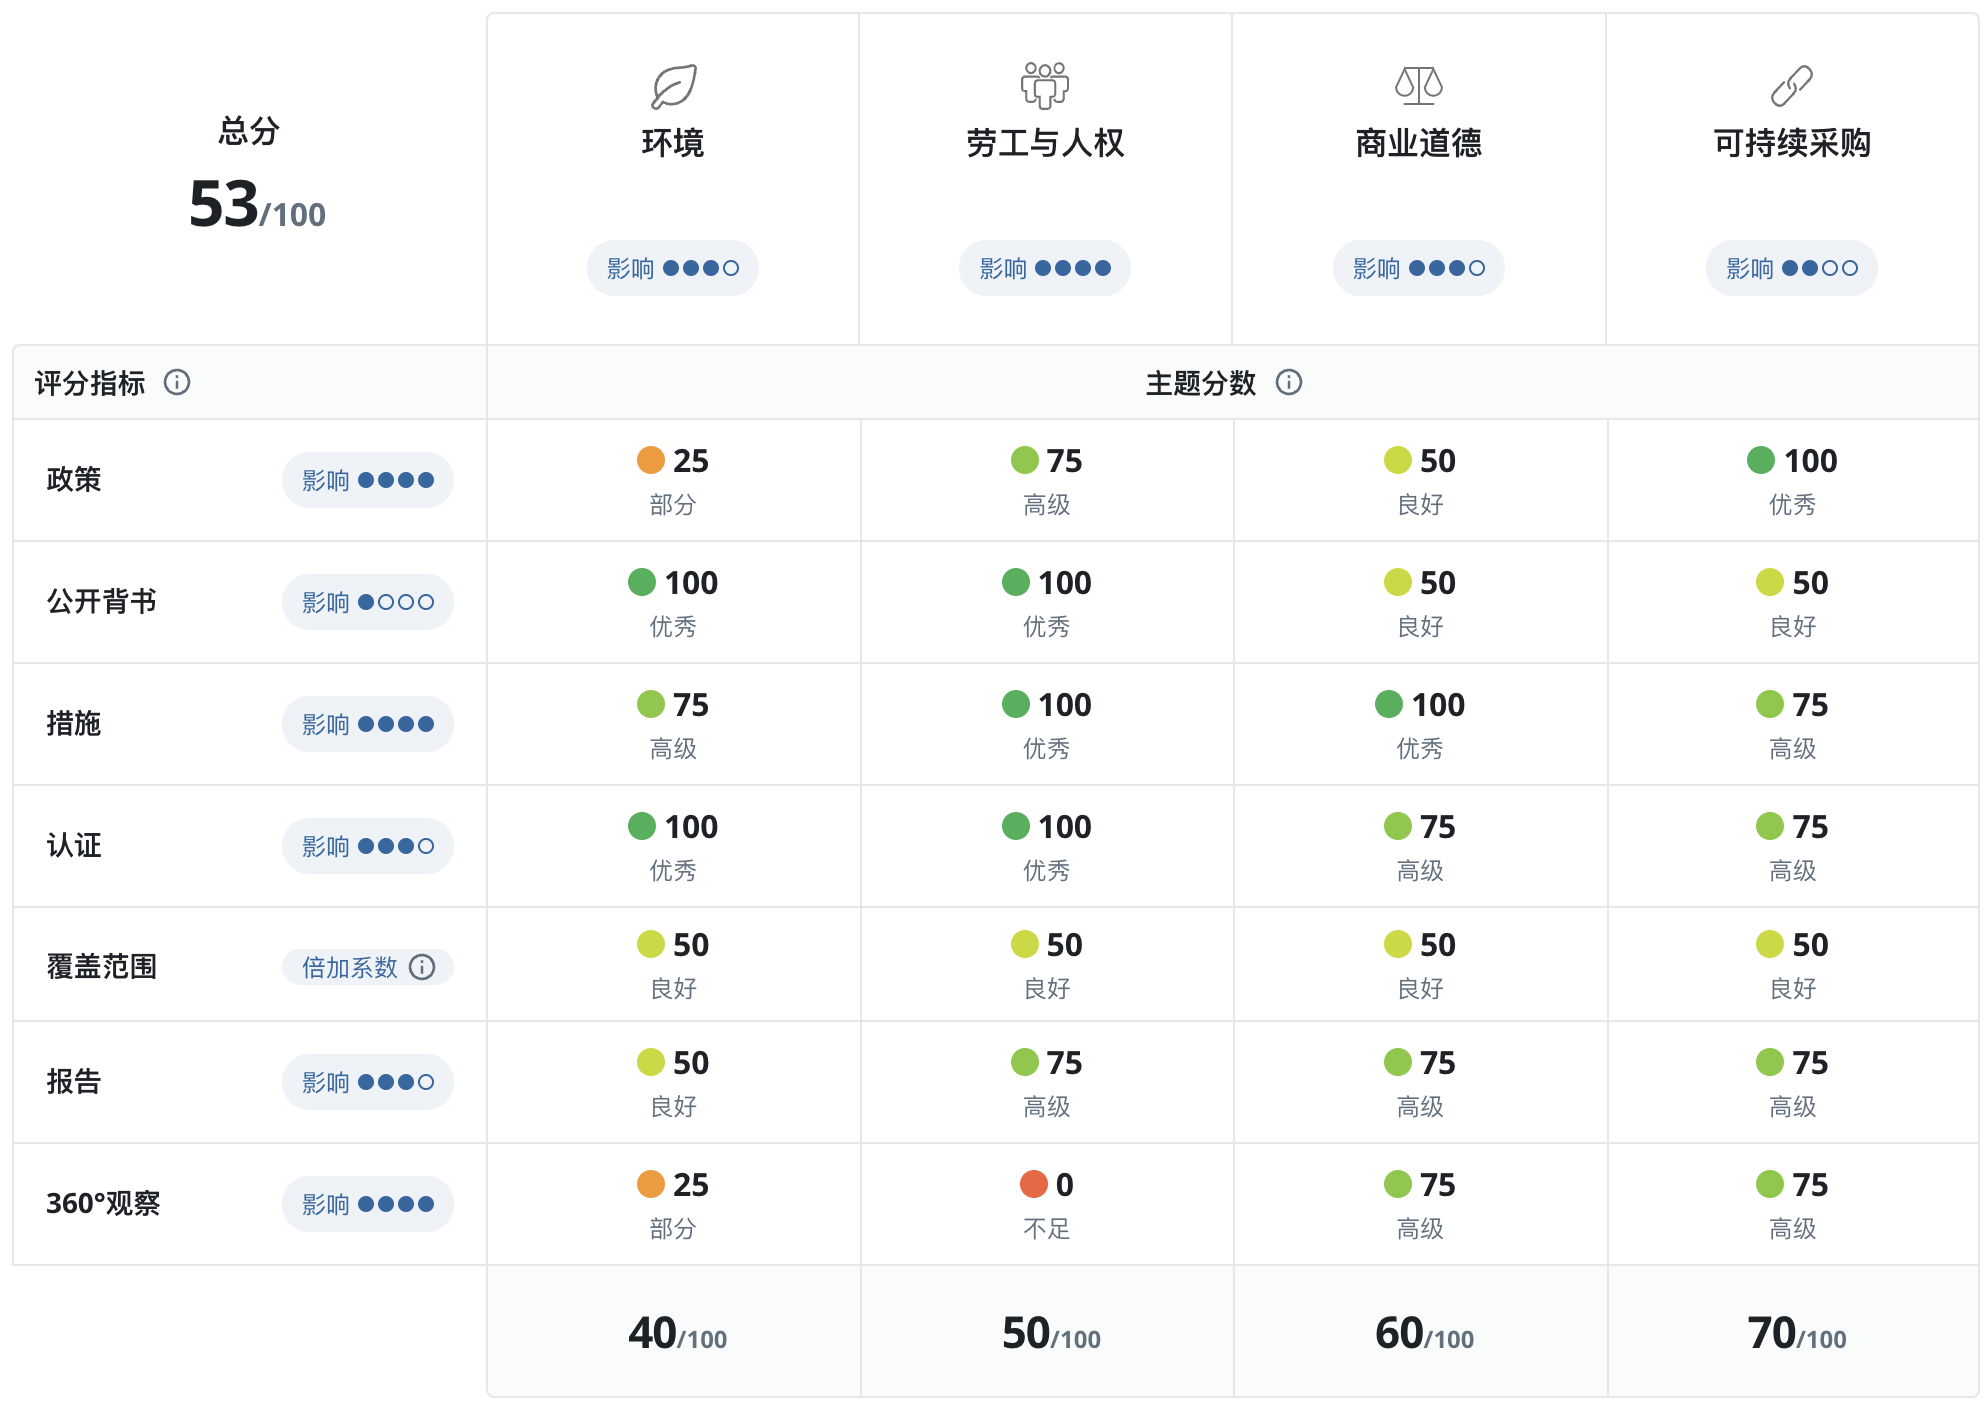 总分
53/100
环境
劳工与人权
商业道德
可持续采购
影响
影响
影响
影响
评分指标
主题分数
政策 影响
25
部分
75
高级
50
良好
100
优秀
公开背书 影响
100
优秀
100
优秀
50
良好
50
良好
措施 影响
75
高级
100
优秀
100
优秀
75
高级
认证 影响
100
优秀
100
优秀
75
高级
75
高级
覆盖范围 倍加系数
50
良好
50
良好
50
良好
50
良好
报告 影响
50
良好
75
高级
75
高级
75
高级
360°观察 影响
25
部分
0
不足
75
高级
75
高级
40/100
50/100
60/100
70/100